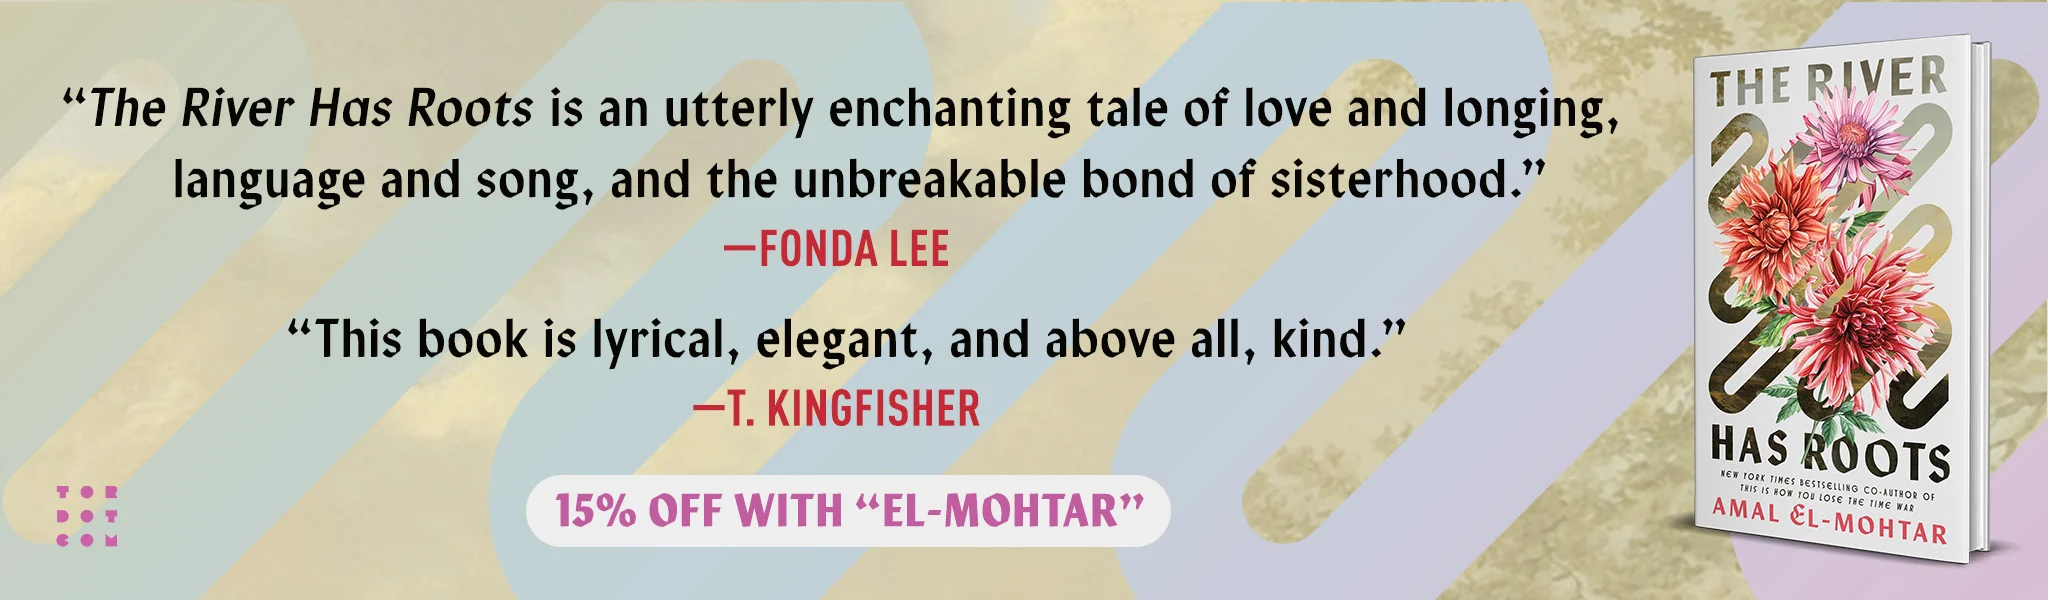 “The River Has Roots is an utterly enchanting tale of love and longing,
language and song, and the unbreakable bond of sisterhood.”
—FONDA LEE
“This book is lyrical, elegant, and above all, kind.”
—T. KINGFISHER
15% OFF WITH “EL-MOHTAR”
TOR
DOT
COM
THE RIVER
HAS ROOTS
NEW YORK TIMES BESTSELLING CO-AUTHOR OF
THIS IS HOW YOU LOSE THE TIME WAR
AMAL EL-MOHTAR